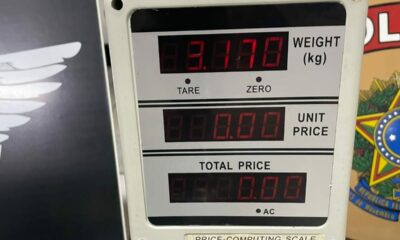 3.170 WEIGHT
(kg)
TARE ZERO
0.00 UNIT
PRICE
TOTAL PRICE
0.00
AC
PRICE COMPUTING SCALE